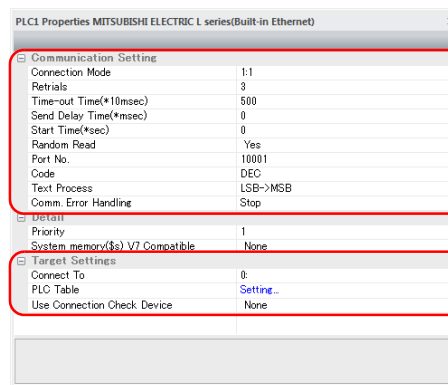 PLC1 Properties MITSUBISHI ELECTRIC L series(Built-in Ethernet)
Communication Setting
Connection Mode 1:1
Retrials 3
Time-out Time(*10msec) 500
Send Delay Time(*msec) 0
Start Time(*sec) 0
Random Read Yes
Port No. 10001
Code DEC
Text Process LSB->MSB
Comm. Error Handling Stop
Detail
Priority 1
System memory($s) V7 Compatible None
Target Settings
Connect To 0:
PLC Table Setting...
Use Connection Check Device None